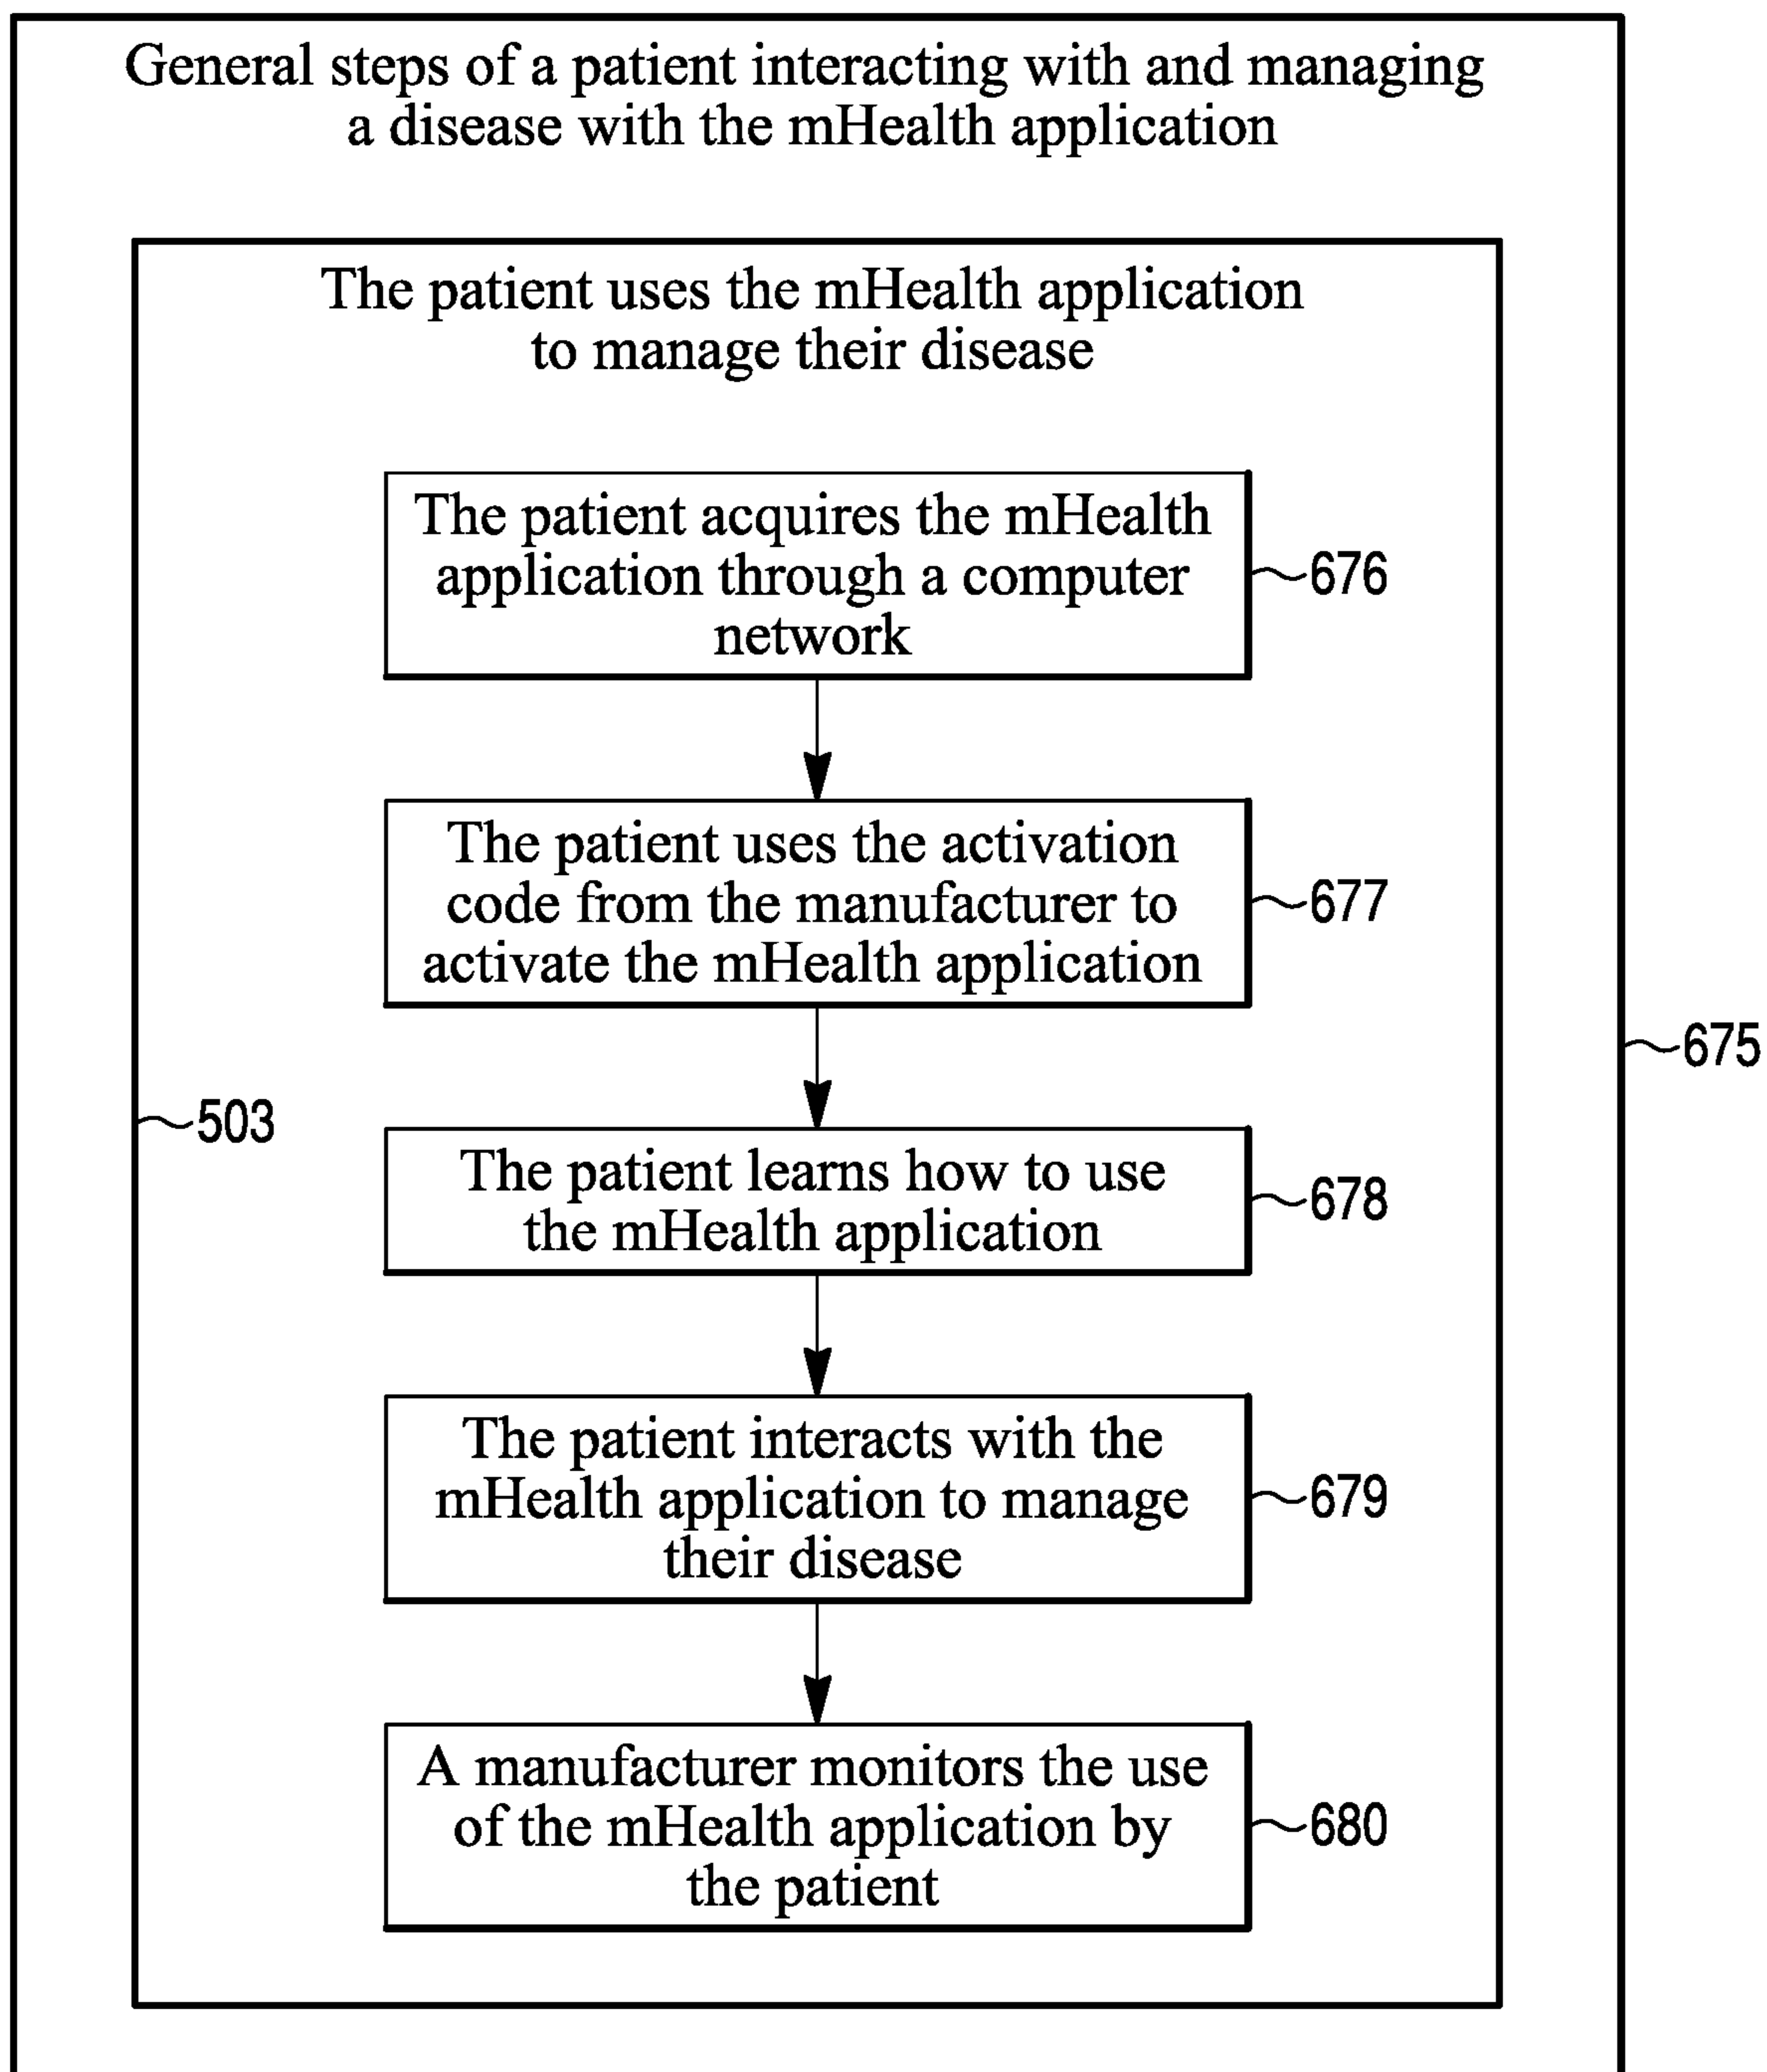 General steps of a patient interacting with and managing
a disease with the mHealth application
The patient uses the mHealth application
to manage their disease
The patient acquires the mHealth
application through a computer
network
676
The patient uses the activation
code from the manufacturer to
activate the mHealth application
677
675
503
The patient learns how to use
the mHealth application
678
The patient interacts with the
mHealth application to manage
their disease
679
A manufacturer monitors the use
of the mHealth application by
the patient
680